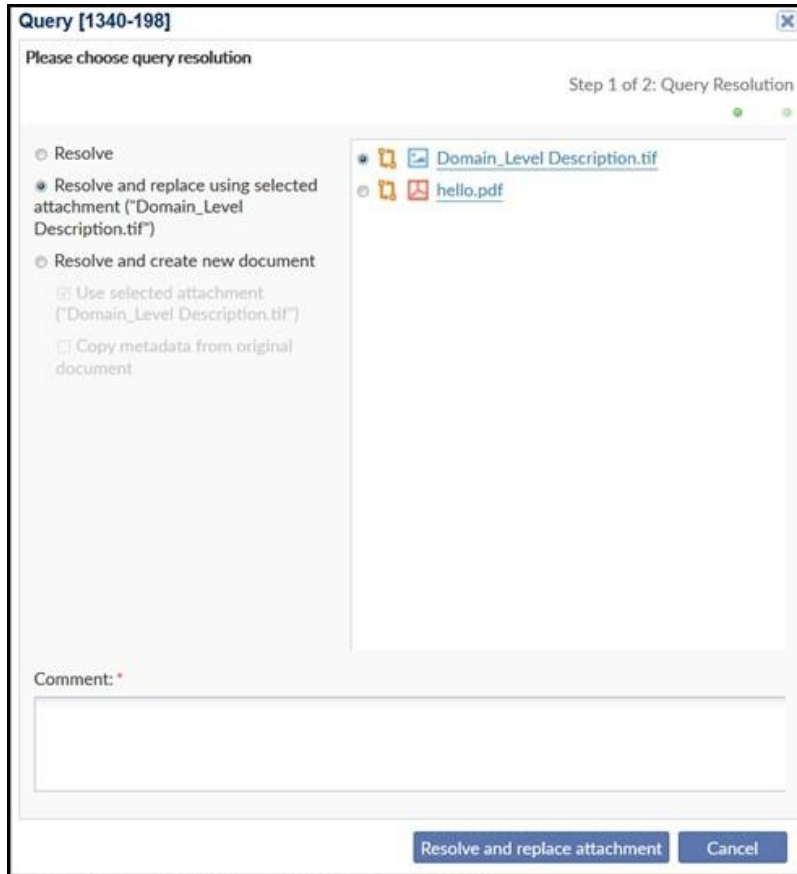 Query [1340-198]
Please choose query resolution
Step 1 of 2: Query Resolution
Resolve
Resolve and replace using selected
attachment ("Domain_Level
Description.tif")
Resolve and create new document
Use selected attachment
("Domain_Level Description.tif")
Copy metadata from original
document
Domain_Level Description.tif
hello.pdf
Comment: *
Resolve and replace attachment
Cancel